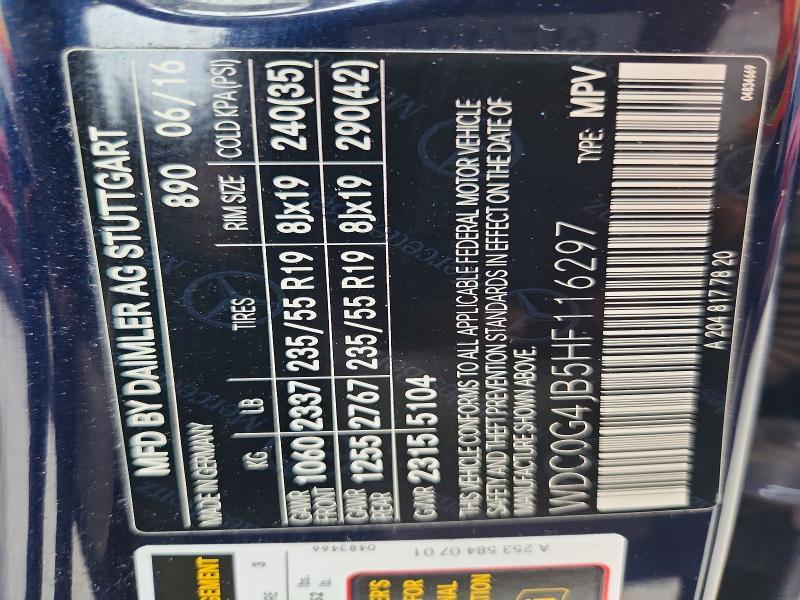 MFD BY DAIMLER AG STUTTGART
MADE IN GERMANY 890 06/16
KG LB TIRES RIM SIZE COLD KPA(PSI)
GAWR FRONT 1060 2337 235/55 R19 8Jx19 240(35)
GAWR REER 1255 2767 235/55 R19 8Jx19 290(42)
GVWR 2315 5104
THIS VEHICLE CONFORMS TO ALL APPLICABLE FEDERAL MOTOR VEHICLE
SAFETY AND THEFT PREVENTION STANDARDS IN EFFECT ON THE DATE OF
MANUFACTURE SHOWN ABOVE.
WDC0G4JB5HF116297 TYPE: MPV
A 204 817 78 20
04834669
0483466
A 253 584 07 01